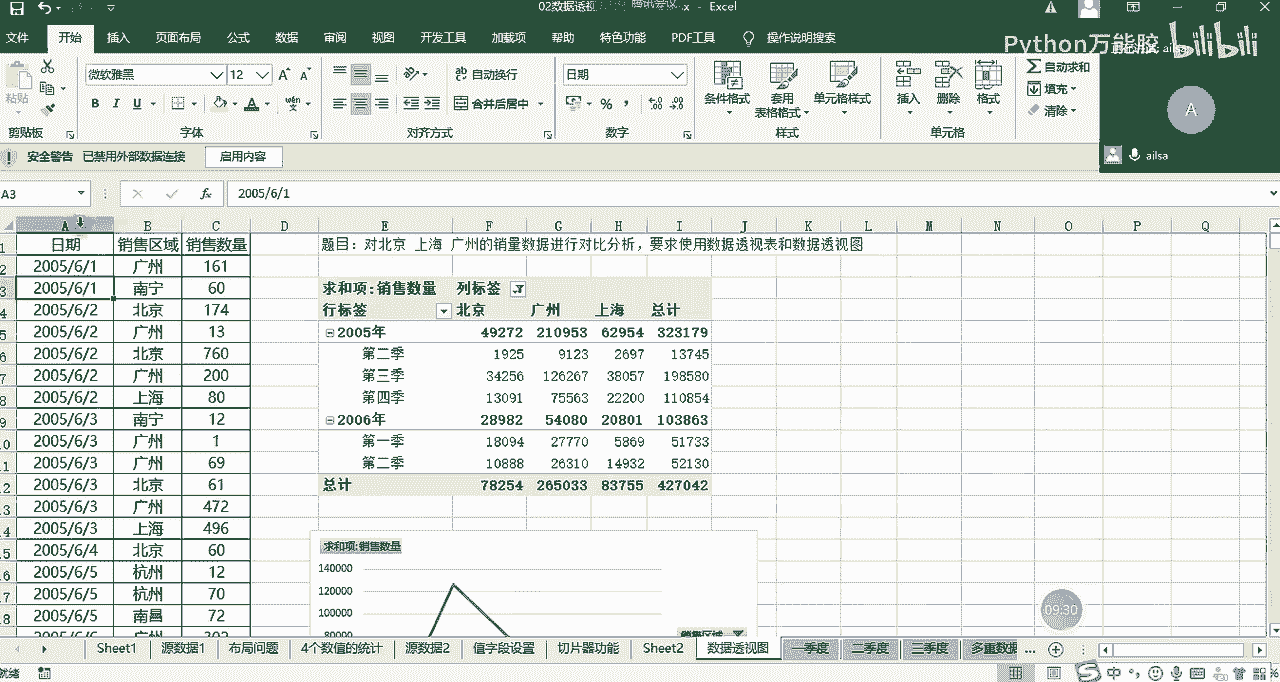 02数据透视 腾讯会议 .x - Excel
文件 开始 插入 页面布局 公式 数据 审阅 视图 开发工具 加载项 帮助 特色功能 PDF工具 操作说明搜索
Python万能胶 bilibili
粘贴 微软雅黑 12 自动换行 日期 条件格式 套用 单元格样式 插入 删除 格式 自动求和
B I U 合并后居中 % 表格格式 填充 清除
剪贴板 字体 对齐方式 数字 样式 单元格
A
ailsa
安全警告 已禁用外部数据连接 启用内容
A3 fx 2005/6/1
A B C D E F G H I J K L M N O P Q
1 日期 销售区域 销售数量 题目：对北京 上海 广州的销量数据进行对比分析，要求使用数据透视表和数据透视图
2 2005/6/1 广州 161
3 2005/6/1 南宁 60 求和项:销售数量 列标签
4 2005/6/2 北京 174 行标签 北京 广州 上海 总计
5 2005/6/2 广州 13 2005年 49272 210953 62954 323179
6 2005/6/2 北京 760 第二季 1925 9123 2697 13745
7 2005/6/2 广州 200 第三季 34256 126267 38057 198580
8 2005/6/2 上海 80 第四季 13091 75563 22200 110854
9 2005/6/3 南宁 12 2006年 28982 54080 20801 103863
0 2005/6/3 广州 1 第一季 18094 27770 5869 51733
1 2005/6/3 广州 69 第二季 10888 26310 14932 52130
2 2005/6/3 北京 61 总计 78254 265033 83755 427042
3 2005/6/3 广州 472
4 2005/6/3 上海 496
5 2005/6/4 北京 60 求和项:销售数量
6 2005/6/5 杭州 12 140000
7 2005/6/5 杭州 70 120000
8 2005/6/5 南昌 72 100000
80000 销售区域
09:30
Sheet1 源数据1 布局问题 4个数值的统计 源数据2 值字段设置 切片器功能 Sheet2 数据透视图 一季度 二季度 三季度 多重数据 ...
就绪 中